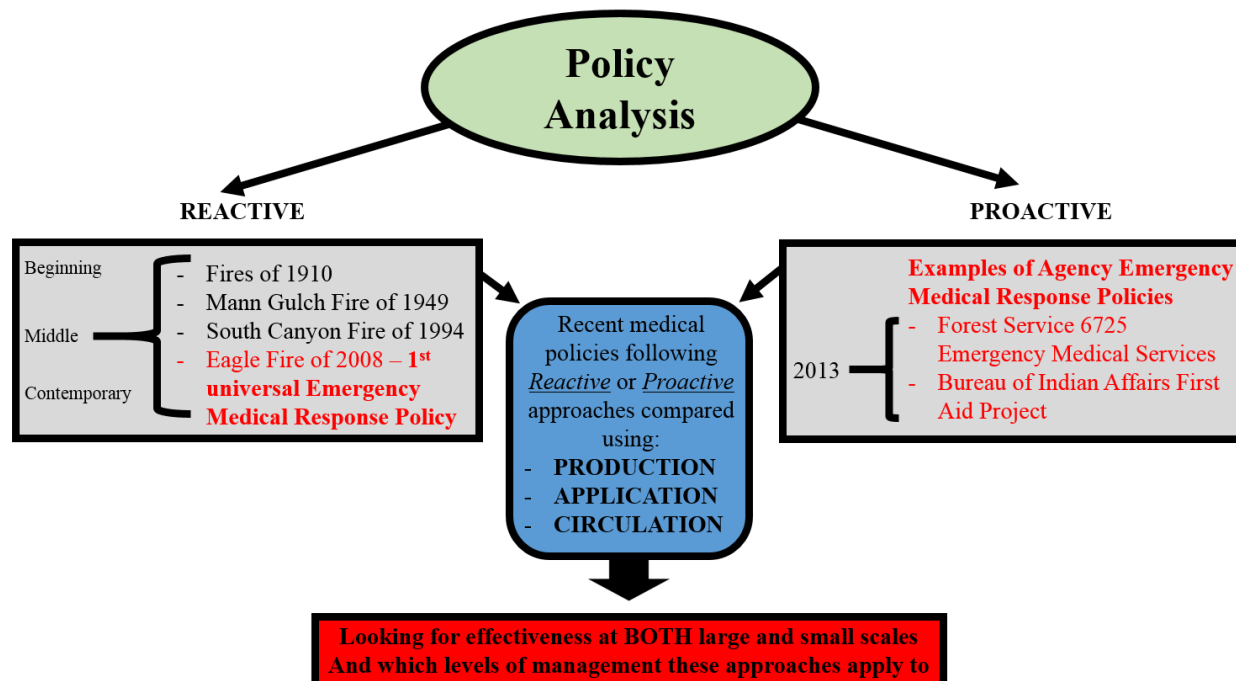 Policy
Analysis
REACTIVE
Beginning
Middle
Contemporary
- Fires of 1910
- Mann Gulch Fire of 1949
- South Canyon Fire of 1994
- Eagle Fire of 2008 – 1st
universal Emergency
Medical Response Policy
PROACTIVE
Examples of Agency Emergency
Medical Response Policies
2013
- Forest Service 6725
Emergency Medical Services
- Bureau of Indian Affairs First
Aid Project
Recent medical
policies following
Reactive or Proactive
approaches compared
using:
- PRODUCTION
- APPLICATION
- CIRCULATION
Looking for effectiveness at BOTH large and small scales
And which levels of management these approaches apply to